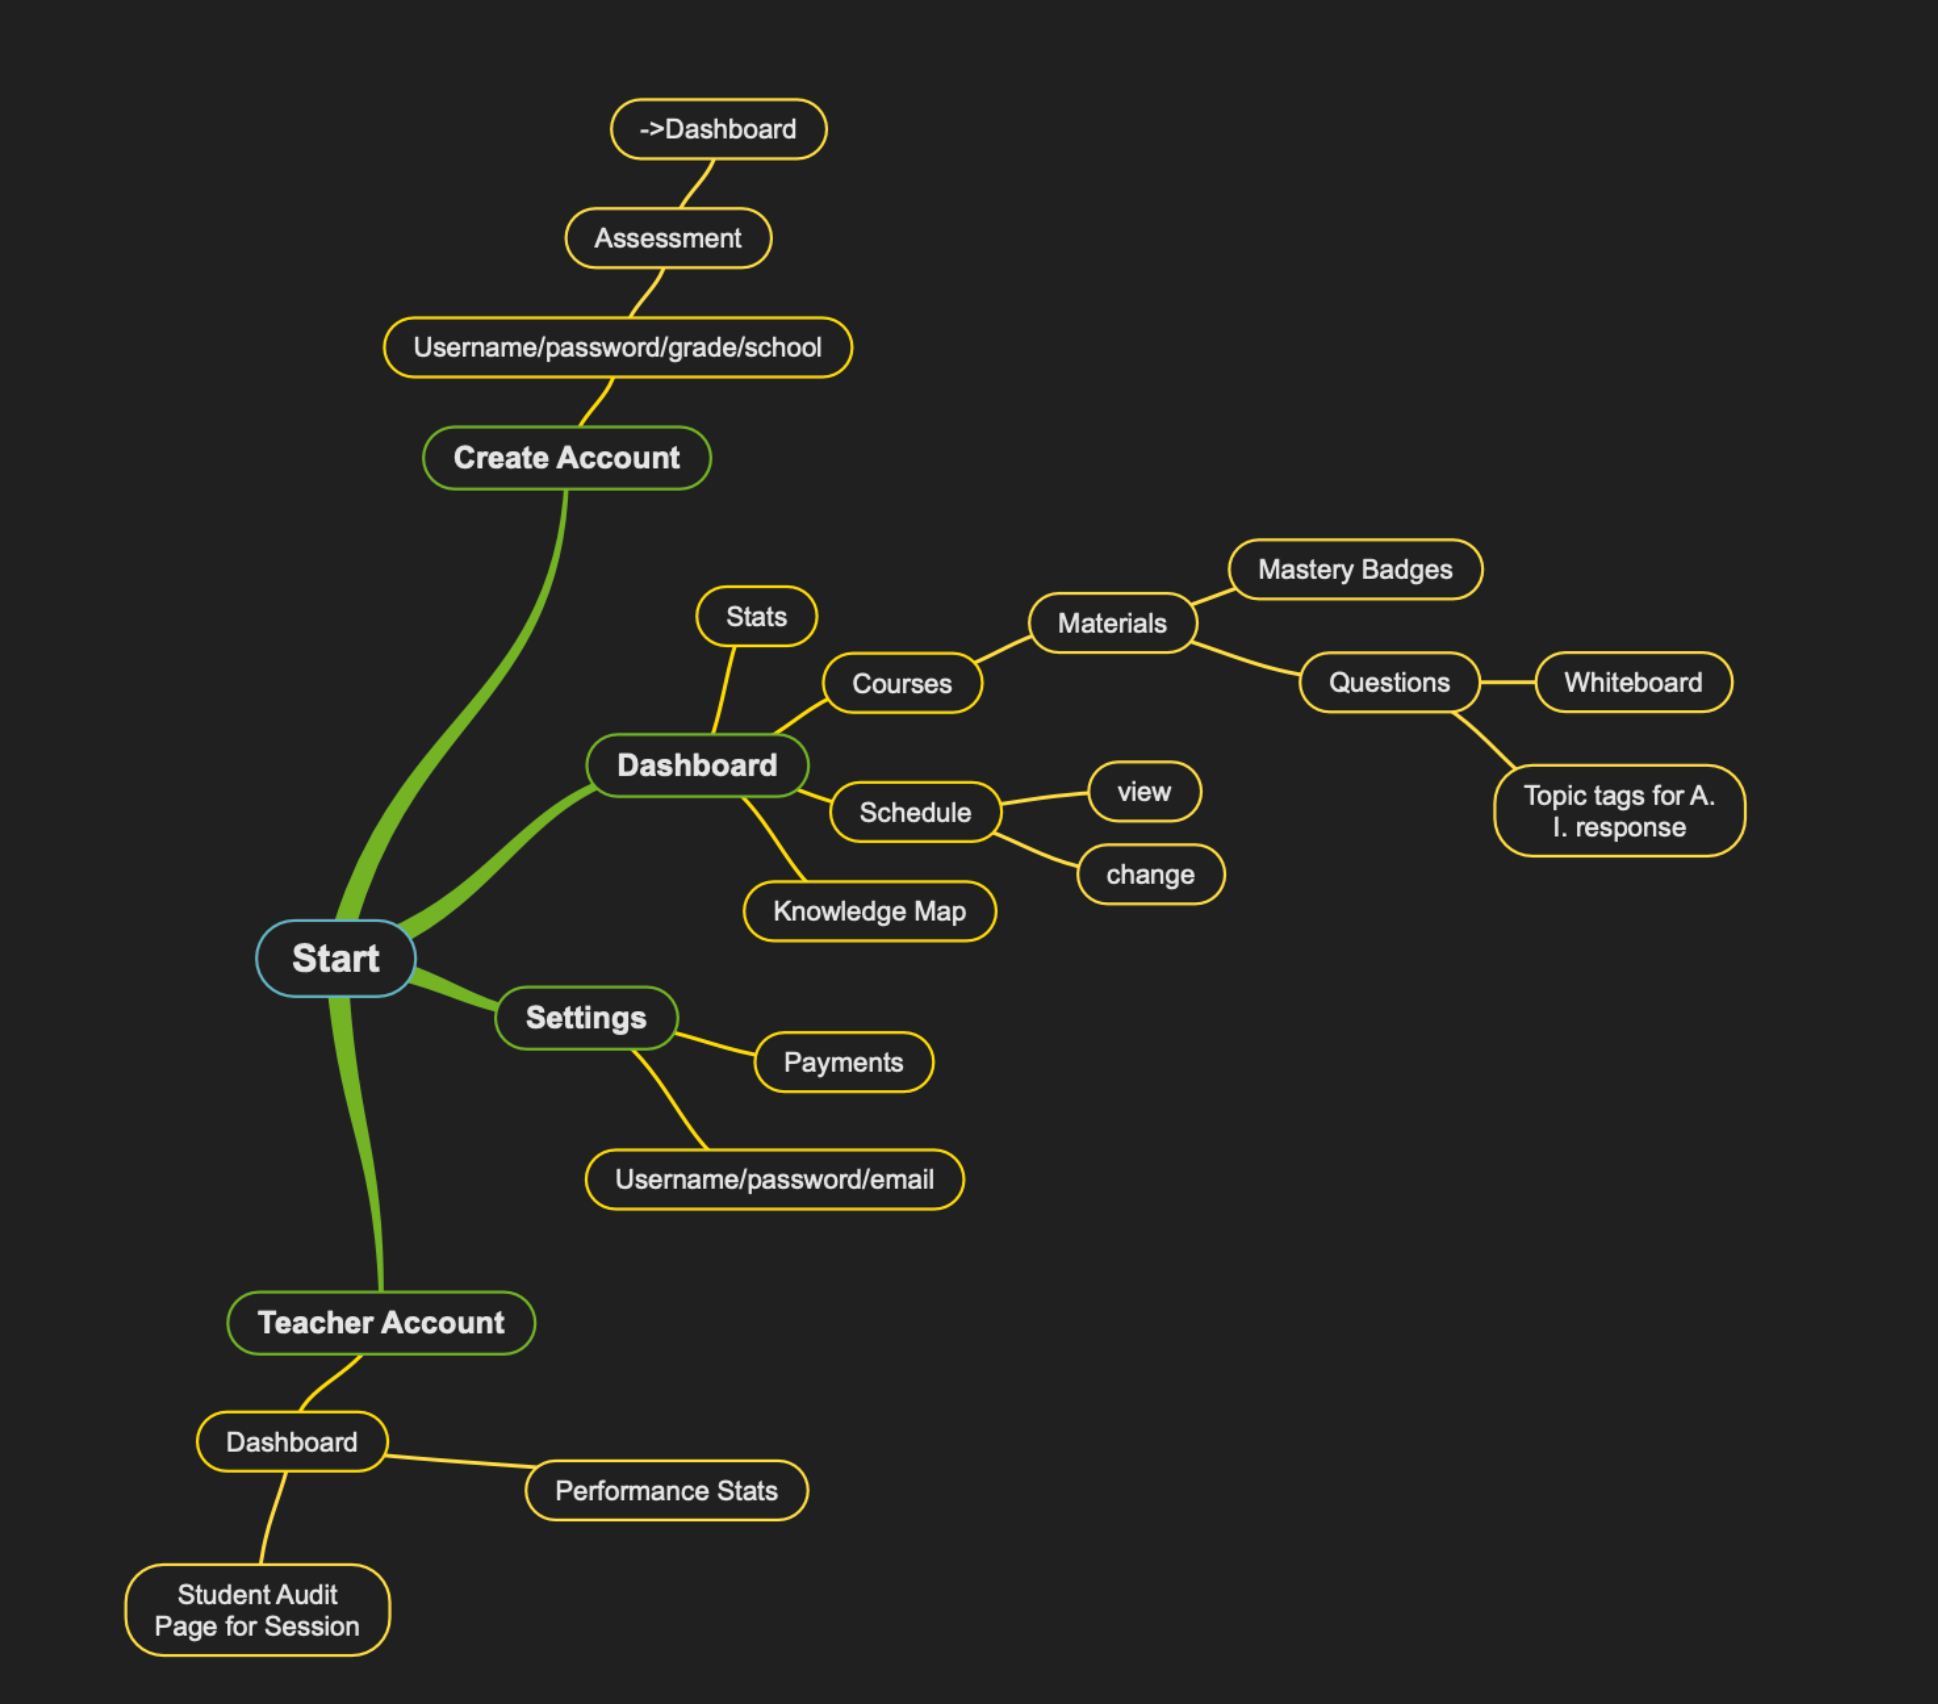 ->Dashboard
Assessment
Username/password/grade/school
Create Account
Mastery Badges
Stats
Materials
Courses
Questions
Whiteboard
Dashboard
Schedule
view
Topic tags for A.
I. response
change
Knowledge Map
Start
Settings
Payments
Username/password/email
Teacher Account
Dashboard
Performance Stats
Student Audit
Page for Session